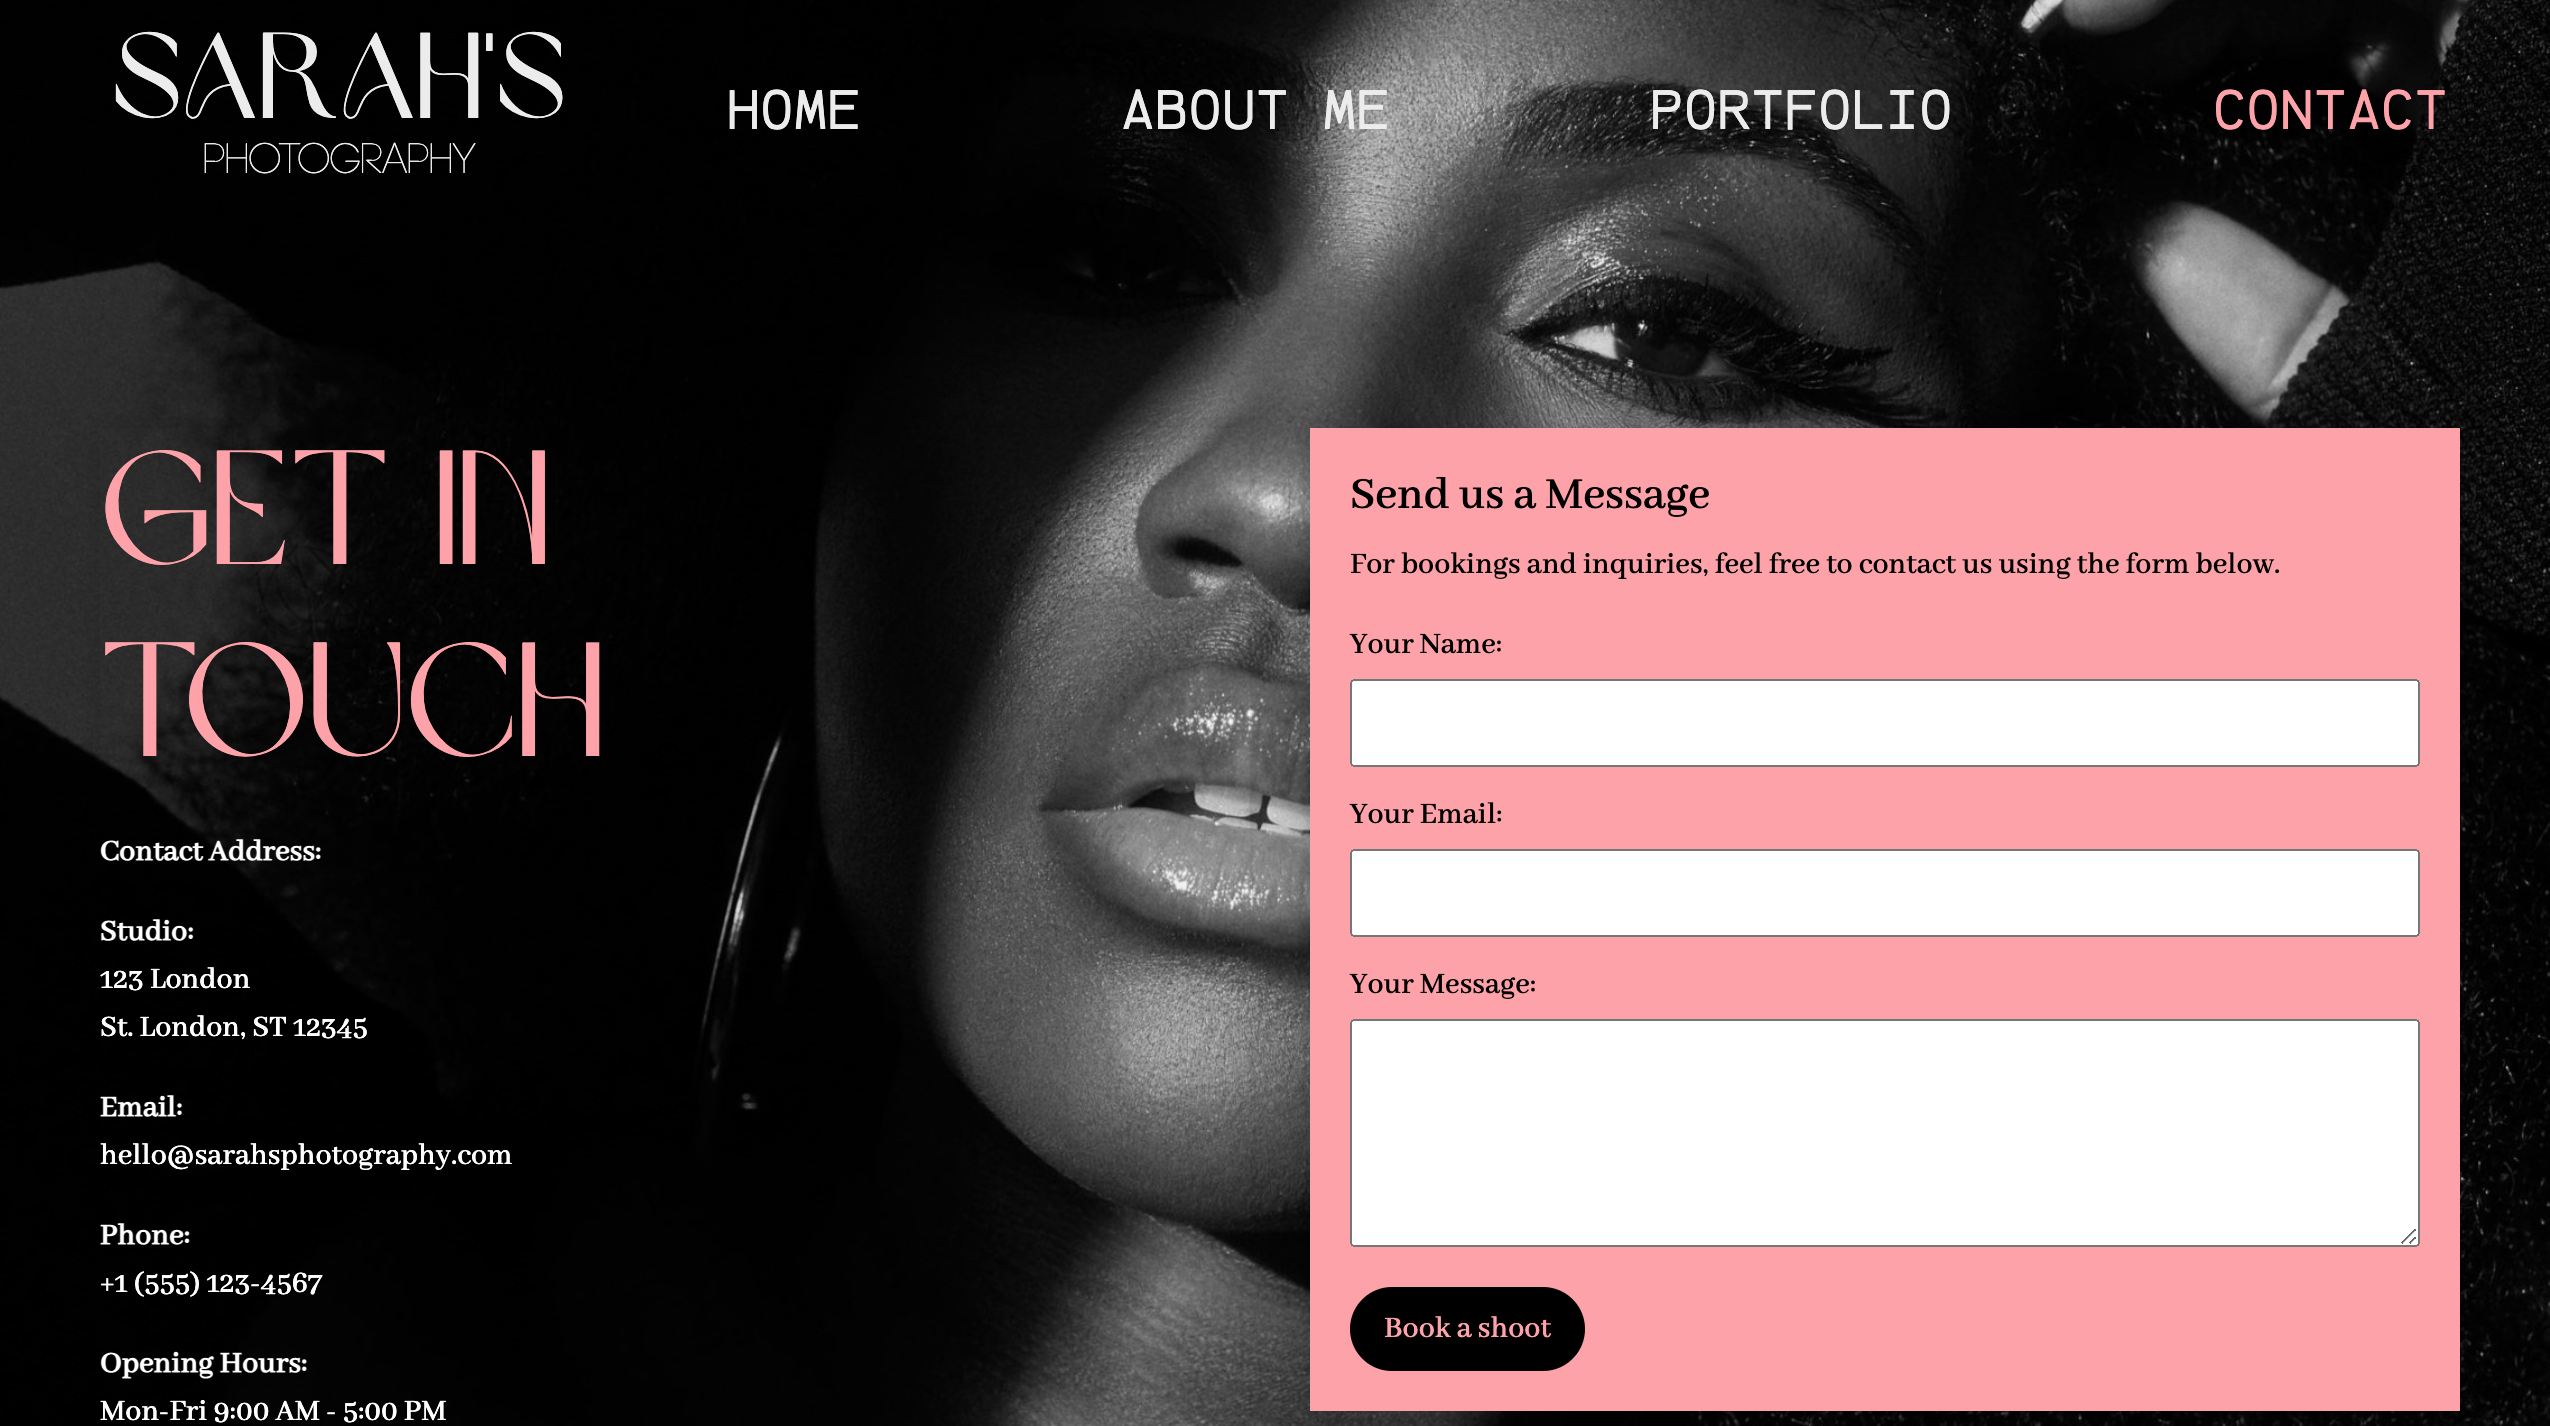 SARAH'S
PHOTOGRAPHY
HOME
ABOUT ME
PORTFOLIO
CONTACT
GET IN
TOUCH
Contact Address:
Studio:
123 London
St. London, ST 12345
Email:
hello@sarahsphotography.com
Phone:
+1 (555) 123-4567
Opening Hours:
Mon-Fri 9:00 AM - 5:00 PM
Send us a Message
For bookings and inquiries, feel free to contact us using the form below.
Your Name:
Your Email:
Your Message:
Book a shoot